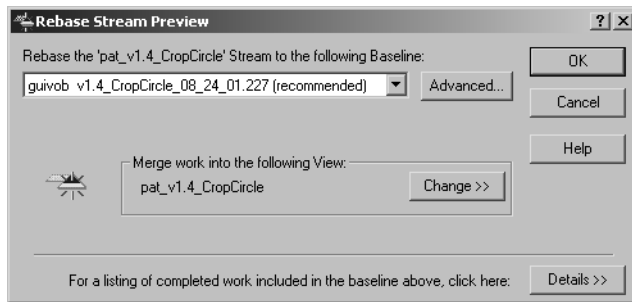 Rebase Stream Preview
Rebase the 'pat_v1.4_CropCircle' Stream to the following Baseline:
guivob v1.4_CropCircle_08_24_01.227 (recommended)
Advanced...
OK
Cancel
Help
Merge work into the following View:
pat_v1.4_CropCircle
Change >>
For a listing of completed work included in the baseline above, click here:
Details >>